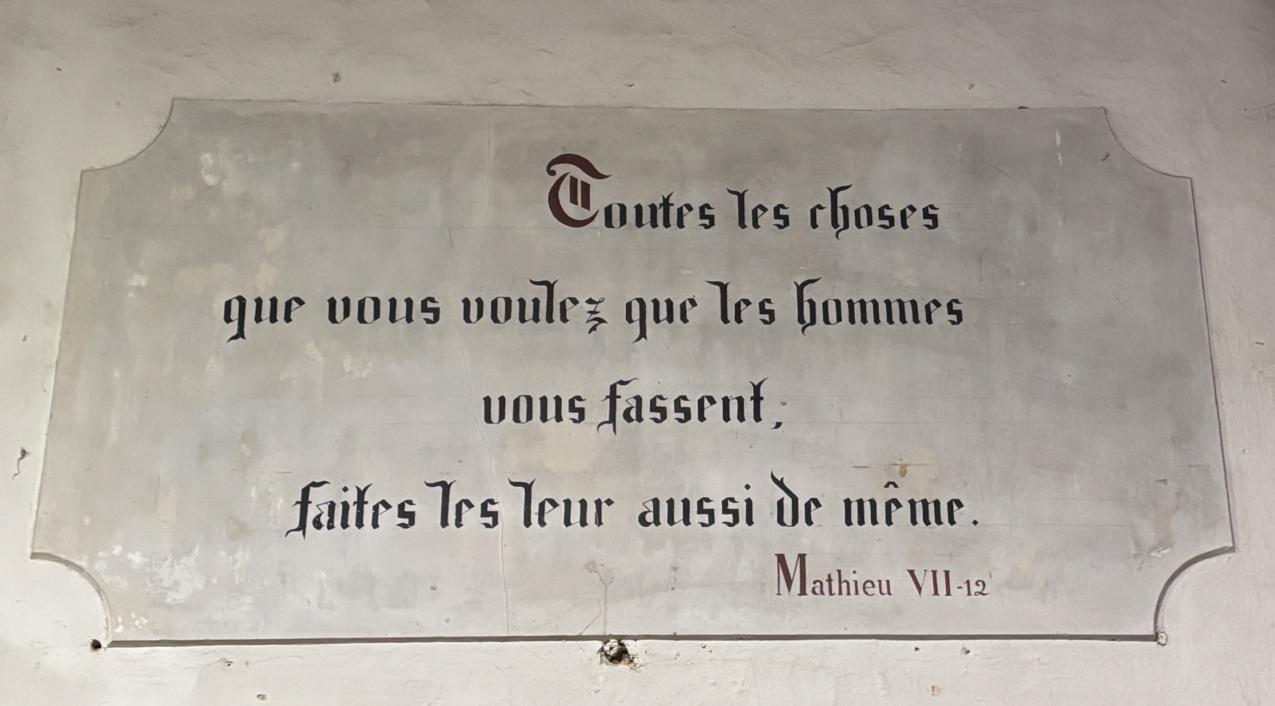 Toutes les choses
que vous voulez que les hommes
vous fassent,
faites les leur aussi de même.
Mathieu VII-12